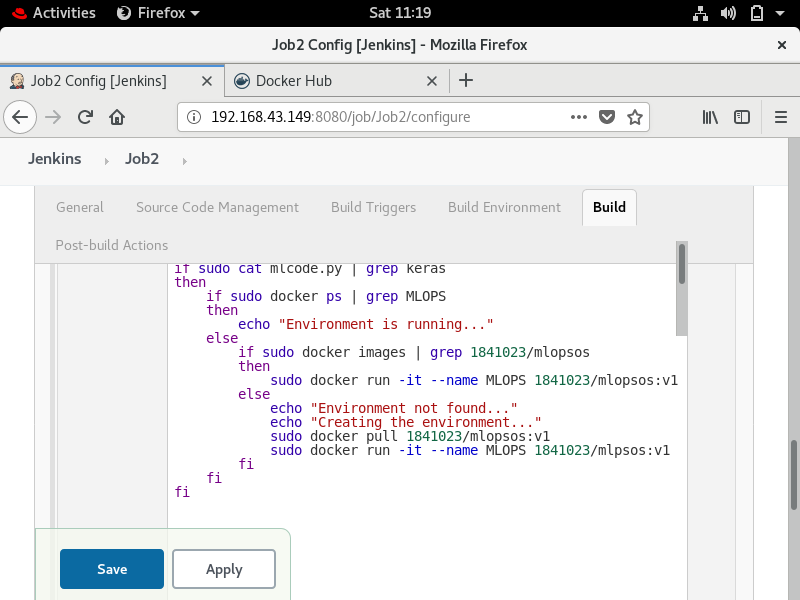 Activities Firefox Sat 11:19
Job2 Config [Jenkins] - Mozilla Firefox
Job2 Config [Jenkins] Docker Hub
192.168.43.149:8080/job/Job2/configure
Jenkins Job2
General Source Code Management Build Triggers Build Environment Build
Post-build Actions
if sudo cat mlcode.py | grep keras
then
if sudo docker ps | grep MLOPS
then
echo "Environment is running..."
else
if sudo docker images | grep 1841023/mlopsos
then
sudo docker run -it --name MLOPS 1841023/mlopsos:v1
else
echo "Environment not found..."
echo "Creating the environment..."
sudo docker pull 1841023/mlopsos:v1
sudo docker run -it --name MLOPS 1841023/mlpsos:v1
fi
fi
fi
Save Apply